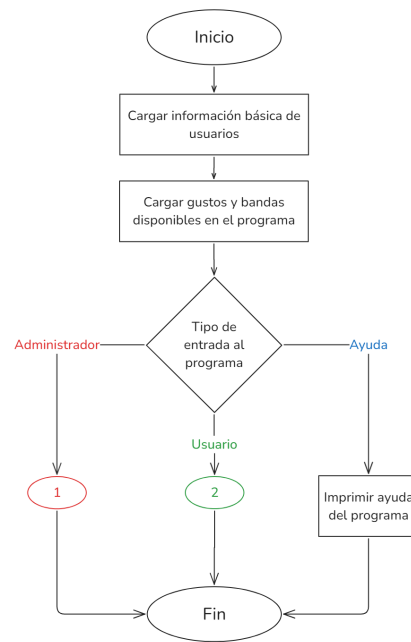 Inicio
Cargar información básica de
usuarios
Cargar gustos y bandas
disponibles en el programa
Tipo de
entrada al
programa
Administrador
Ayuda
Usuario
1
2
Imprimir ayuda
del programa
Fin